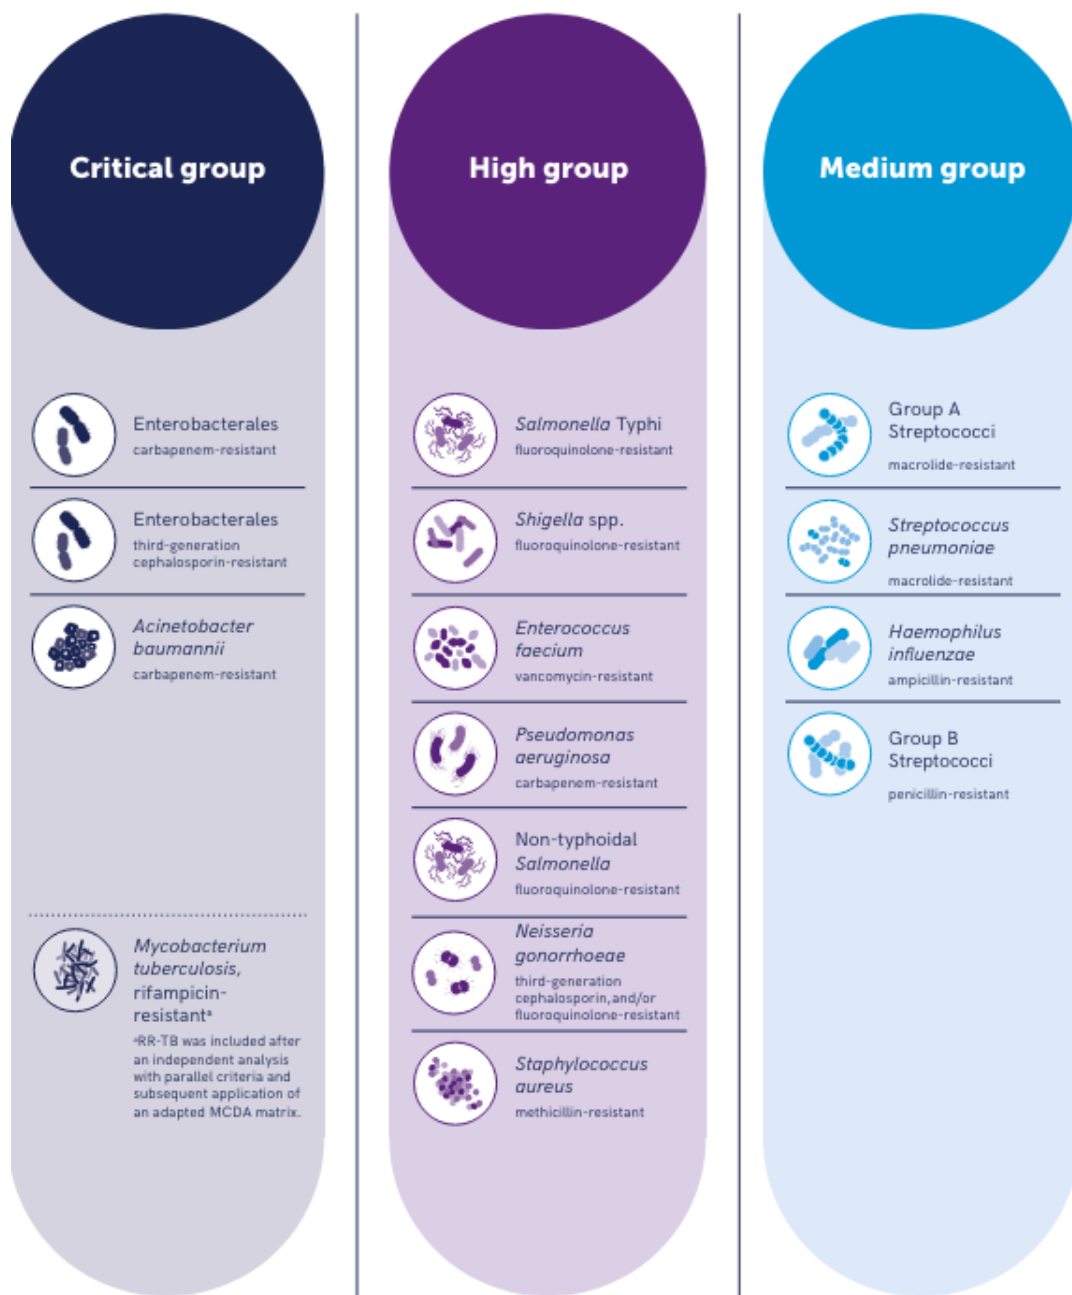 Critical group
Enterobacterales
carbapenem-resistant
Enterobacterales
third-generation
cephalosporin-resistant
Acinetobacter
baumannii
carbapenem-resistant
Mycobacterium
tuberculosis,
rifampicin-
resistantᵃ
ᵃRR-TB was included after
an independent analysis
with parallel criteria and
subsequent application of
an adapted MCDA matrix.
High group
Salmonella Typhi
fluoroquinolone-resistant
Shigella spp.
fluoroquinolone-resistant
Enterococcus
faecium
vancomycin-resistant
Pseudomonas
aeruginosa
carbapenem-resistant
Non-typhoidal
Salmonella
fluoroquinolone-resistant
Neisseria
gonorrhoeae
third-generation
cephalosporin,and/or
fluoroquinolone-resistant
Staphylococcus
aureus
methicillin-resistant
Medium group
Group A
Streptococci
macrolide-resistant
Streptococcus
pneumoniae
macrolide-resistant
Haemophilus
influenzae
ampicillin-resistant
Group B
Streptococci
penicillin-resistant